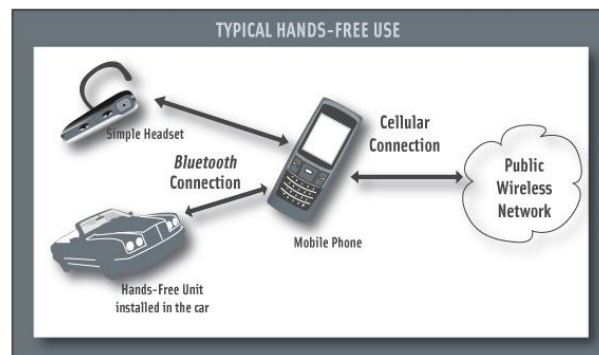 TYPICAL HANDS-FREE USE
Simple Headset
Bluetooth
Connection
Cellular
Connection
Public
Wireless
Network
Mobile Phone
Hands-Free Unit
installed in the car